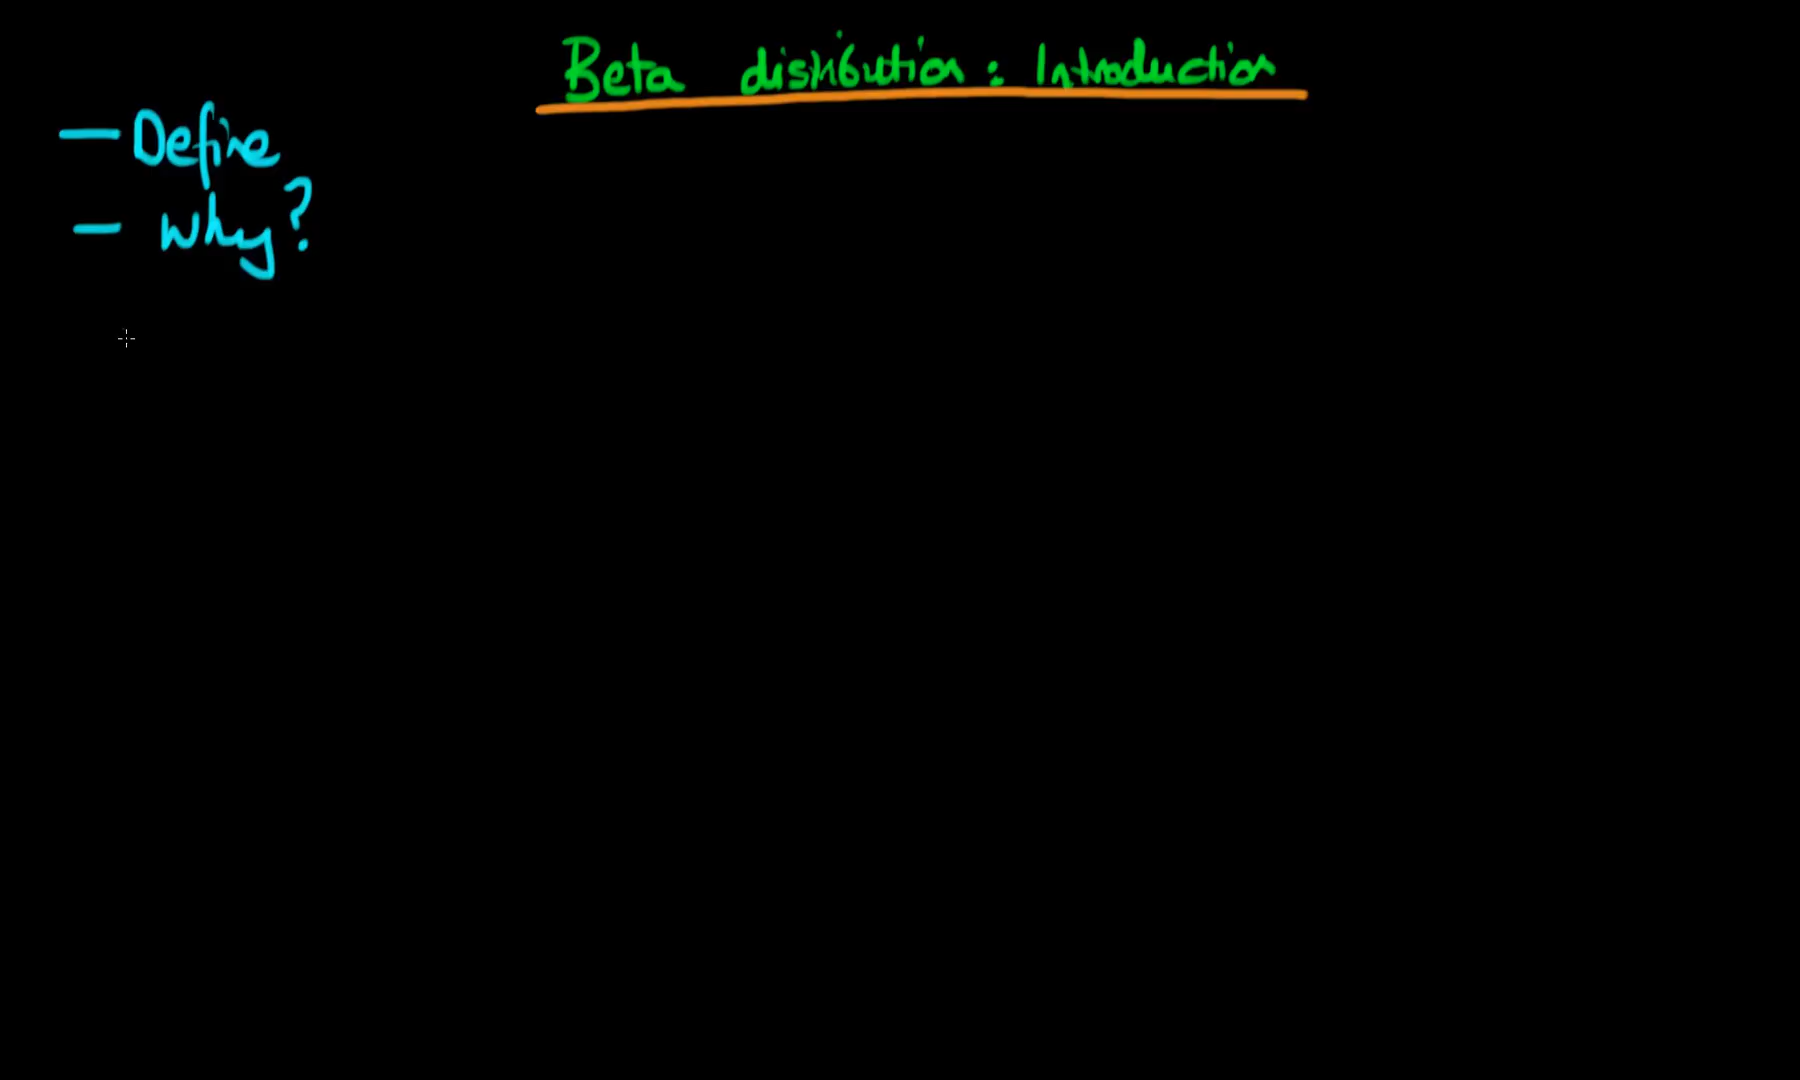 Beta distribution : Introduction
- Define
- Why?